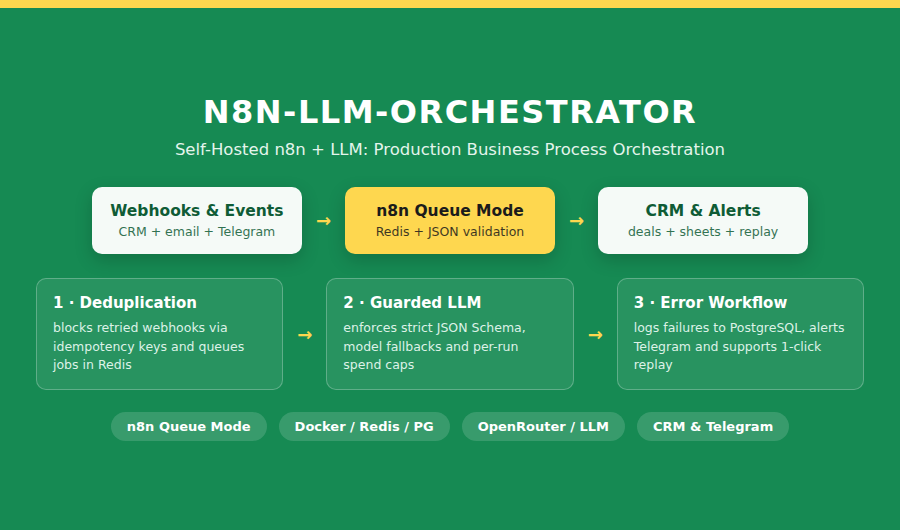 N8N-LLM-ORCHESTRATOR
Self-Hosted n8n + LLM: Production Business Process Orchestration
Webhooks & Events
CRM + email + Telegram
→
n8n Queue Mode
Redis + JSON validation
→
CRM & Alerts
deals + sheets + replay
1 · Deduplication
blocks retried webhooks via
idempotency keys and queues
jobs in Redis
→
2 · Guarded LLM
enforces strict JSON Schema,
model fallbacks and per-run
spend caps
→
3 · Error Workflow
logs failures to PostgreSQL, alerts
Telegram and supports 1-click
replay
n8n Queue Mode
Docker / Redis / PG
OpenRouter / LLM
CRM & Telegram